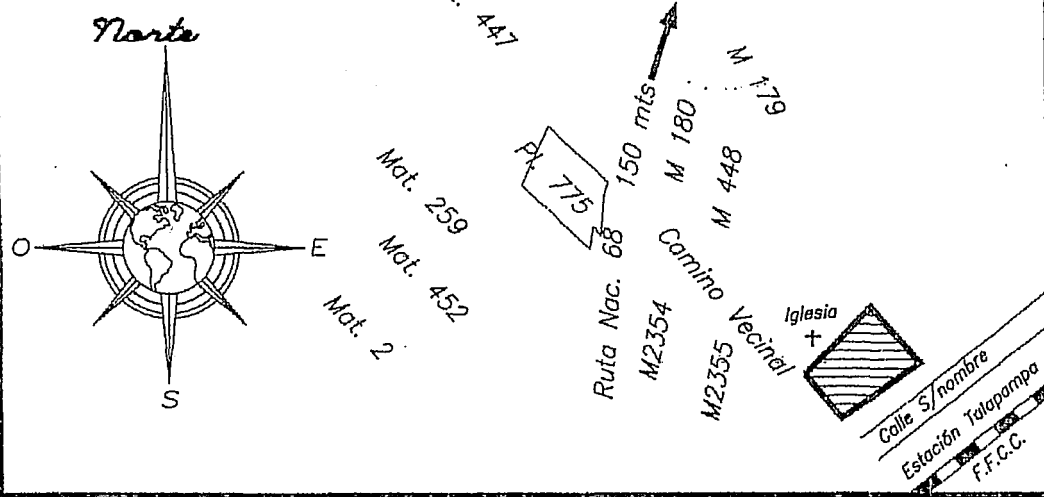 Norte
O
E
S
447
Mat. 259
Mat. 452
Mat. 2
Pl. 775
150 mts
Ruta Nac. 68
M 180
M 179
M 448
M2354
M2355
Camino Vecinal
Iglesia
Calle S/nombre
Estación Talapampa
F.F.C.C.